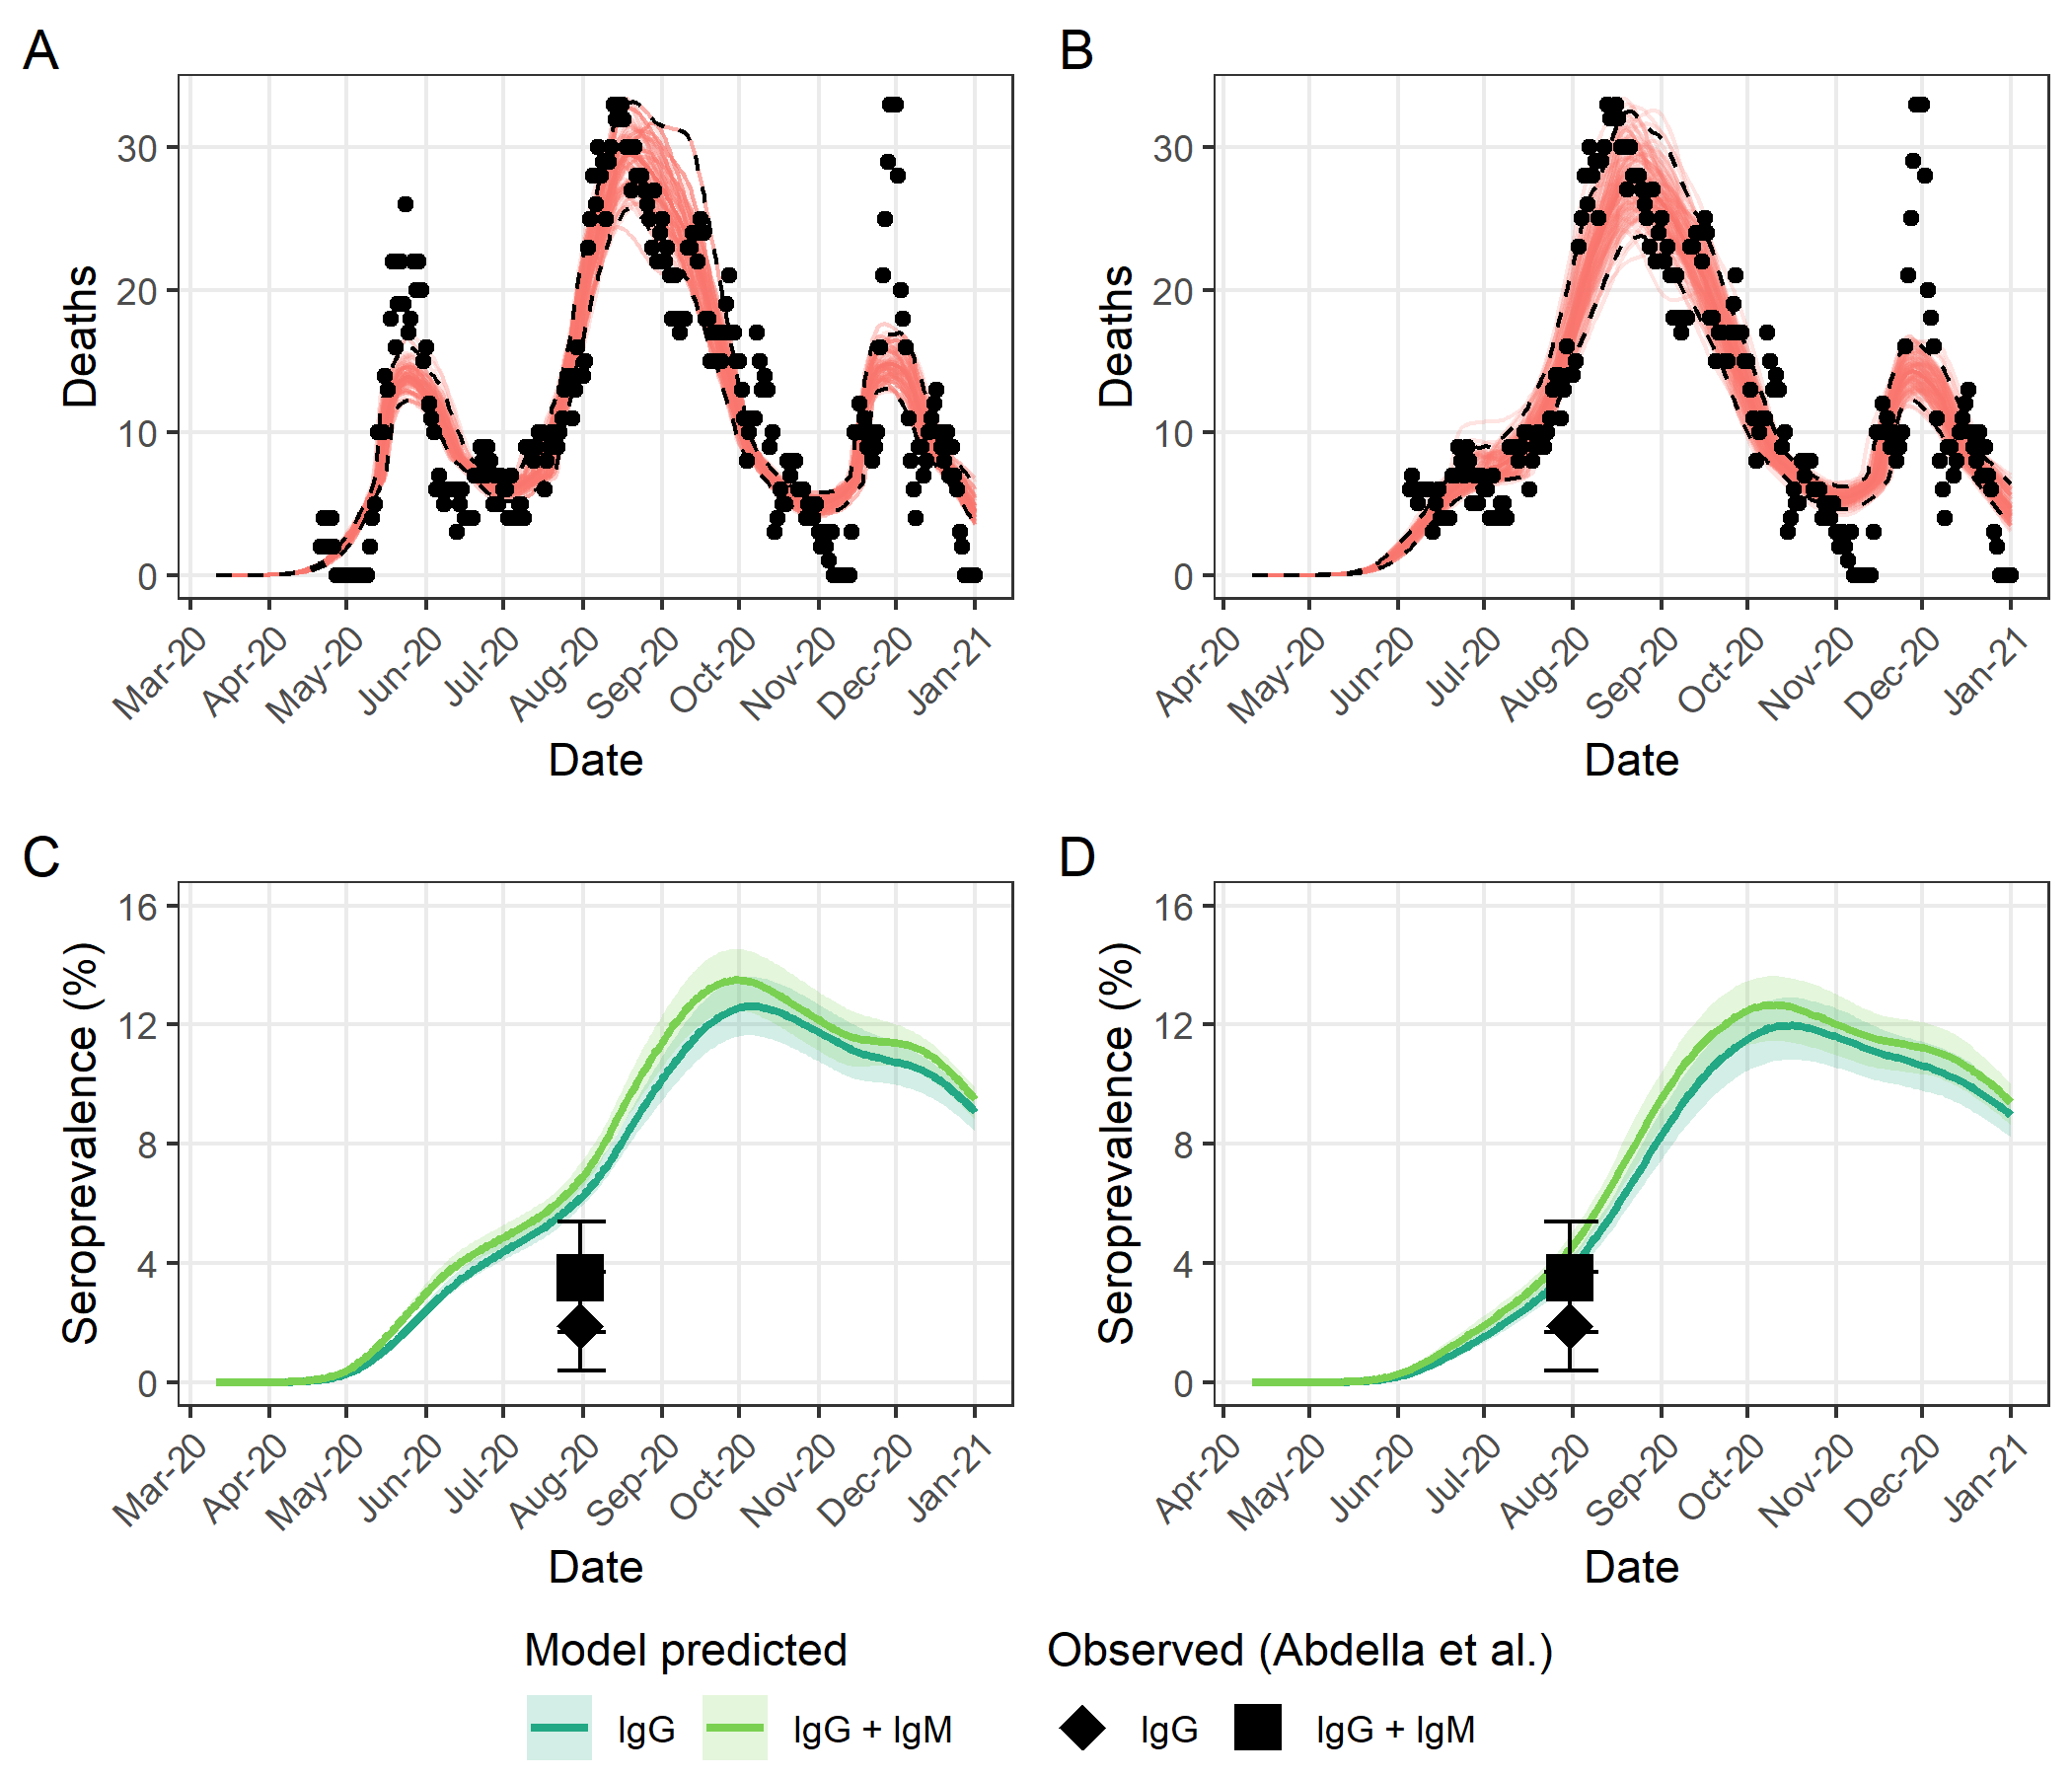 A
B
Deaths
30
20
10
0
Mar-20
Apr-20
May-20
Jun-20
Jul-20
Aug-20
Sep-20
Oct-20
Nov-20
Dec-20
Jan-21
Date
Deaths
30
20
10
0
Apr-20
May-20
Jun-20
Jul-20
Aug-20
Sep-20
Oct-20
Nov-20
Dec-20
Jan-21
Date
C
D
Seroprevalence (%)
16
12
8
4
0
Mar-20
Apr-20
May-20
Jun-20
Jul-20
Aug-20
Sep-20
Oct-20
Nov-20
Dec-20
Jan-21
Date
Seroprevalence (%)
16
12
8
4
0
Apr-20
May-20
Jun-20
Jul-20
Aug-20
Sep-20
Oct-20
Nov-20
Dec-20
Jan-21
Date
Model predicted
IgG
IgG + IgM
Observed (Abdella et al.)
IgG
IgG + IgM